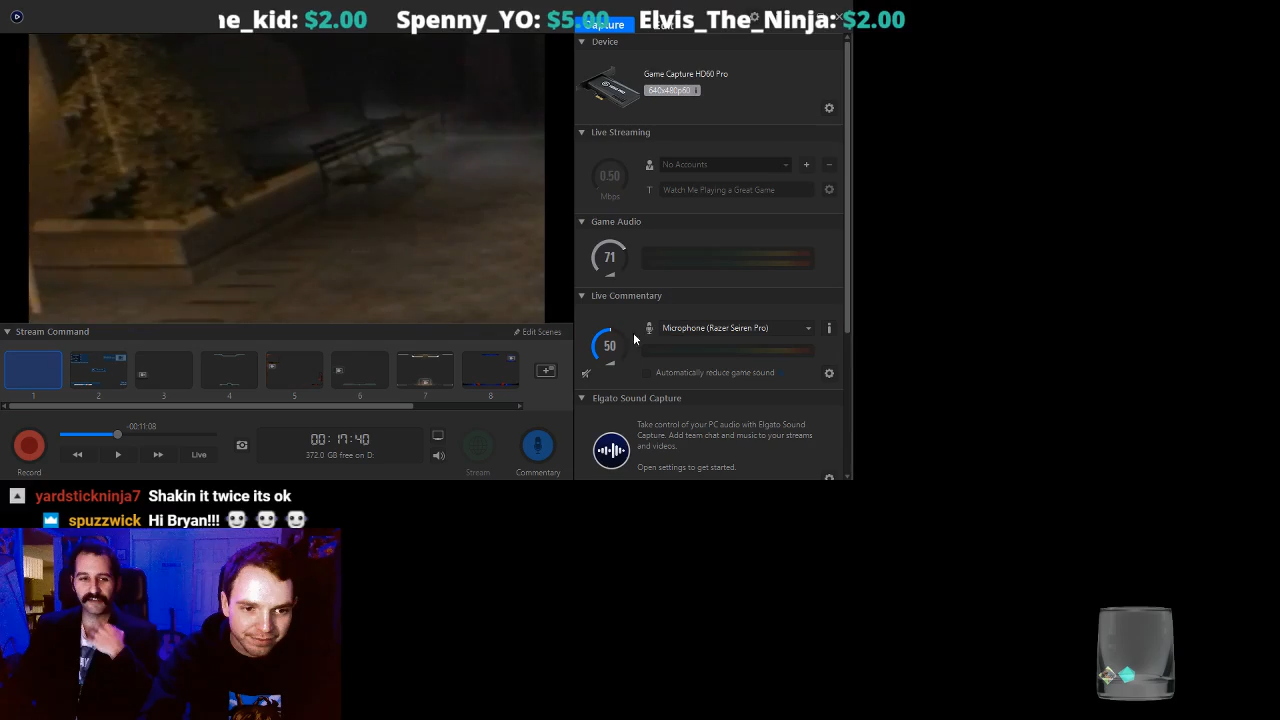 ne_kid: $2.00 Spenny_YO: $5.00 Elvis_The_Ninja: $2.00
Capture
Device
Game Capture HD60 Pro
640x480p60 i
Live Streaming
0.50
Mbps
No Accounts
Watch Me Playing a Great Game
Game Audio
71
Live Commentary
50
Microphone (Razer Seiren Pro)
Automatically reduce game sound
Elgato Sound Capture
Take control of your PC audio with Elgato Sound
Capture. Add team chat and music to your streams
and videos.
Open settings to get started.
Stream Command
Edit Scenes
1 2 3 4 5 6 7 8
-00:11:08
Live
00:17:40
372.0 GB free on D:
Record
Stream
Commentary
yardstickninja7 Shakin it twice its ok
spuzzwick Hi Bryan!!!